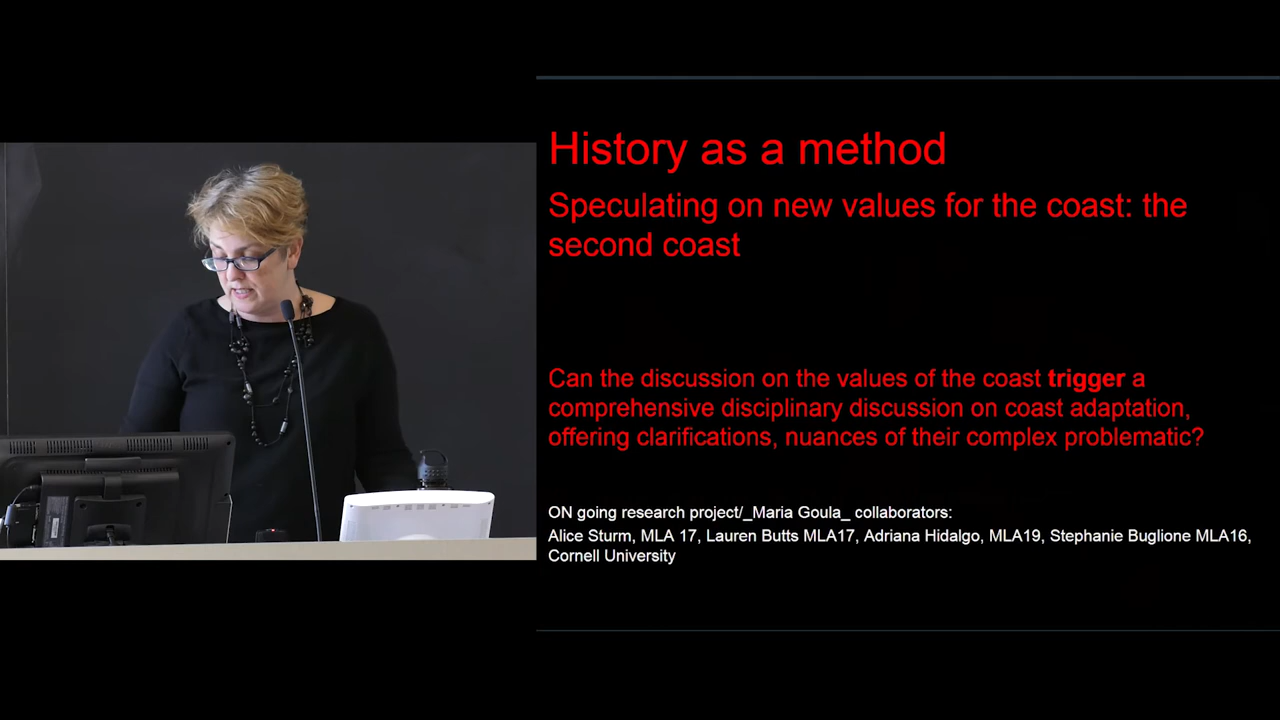 History as a method
Speculating on new values for the coast: the
second coast
Can the discussion on the values of the coast trigger a
comprehensive disciplinary discussion on coast adaptation,
offering clarifications, nuances of their complex problematic?
ON going research project/_Maria Goula_ collaborators:
Alice Sturm, MLA 17, Lauren Butts MLA17, Adriana Hidalgo, MLA19, Stephanie Buglione MLA16,
Cornell University